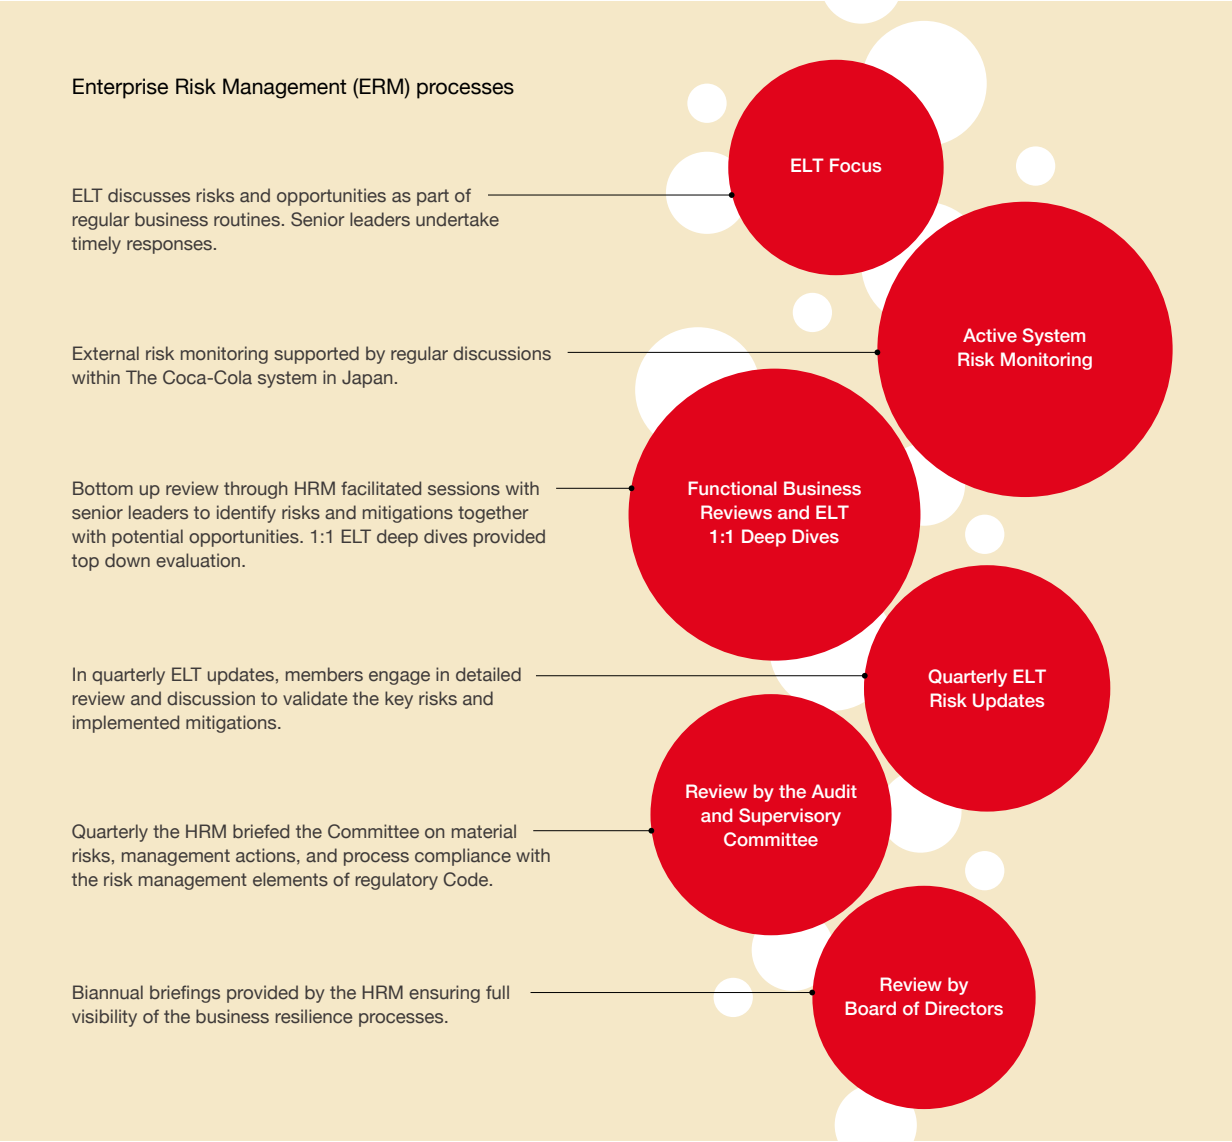 Enterprise Risk Management (ERM) processes
ELT Focus
ELT discusses risks and opportunities as part of
regular business routines. Senior leaders undertake
timely responses.
Active System
Risk Monitoring
External risk monitoring supported by regular discussions
within The Coca-Cola system in Japan.
Functional Business
Reviews and ELT
1:1 Deep Dives
Bottom up review through HRM facilitated sessions with
senior leaders to identify risks and mitigations together
with potential opportunities. 1:1 ELT deep dives provided
top down evaluation.
Quarterly ELT
Risk Updates
In quarterly ELT updates, members engage in detailed
review and discussion to validate the key risks and
implemented mitigations.
Review by the Audit
and Supervisory
Committee
Quarterly the HRM briefed the Committee on material
risks, management actions, and process compliance with
the risk management elements of regulatory Code.
Review by
Board of Directors
Biannual briefings provided by the HRM ensuring full
visibility of the business resilience processes.